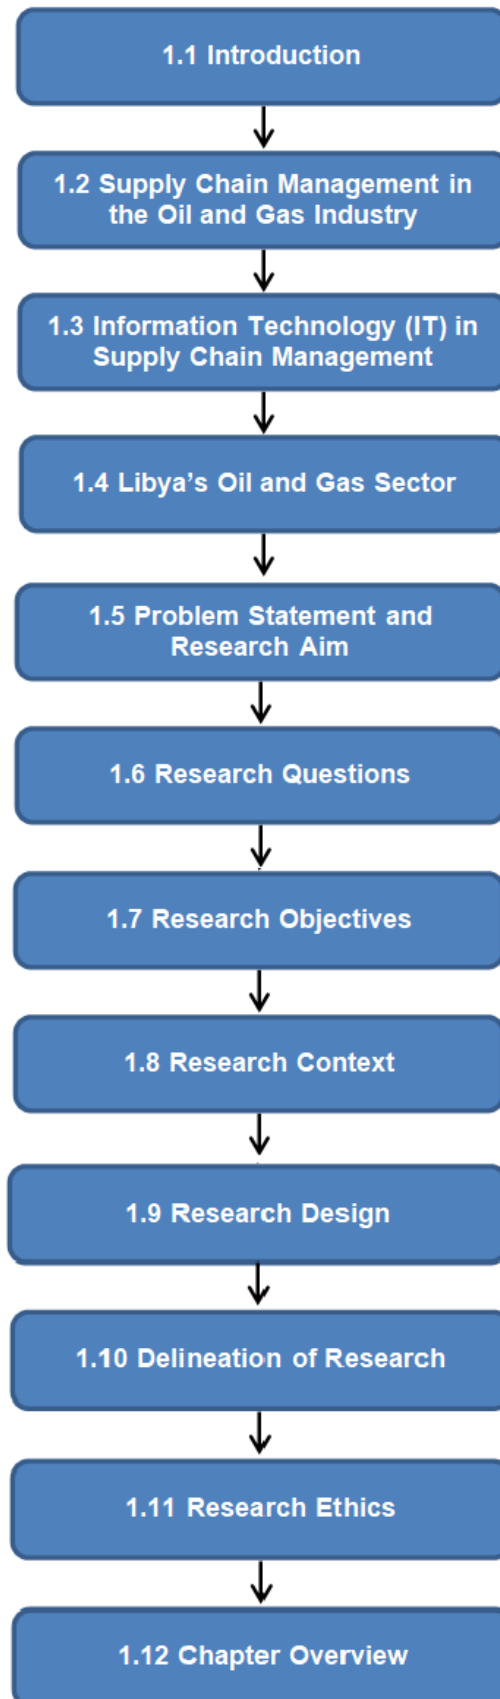 1.1 Introduction
1.2 Supply Chain Management in
the Oil and Gas Industry
1.3 Information Technology (IT) in
Supply Chain Management
1.4 Libya’s Oil and Gas Sector
1.5 Problem Statement and
Research Aim
1.6 Research Questions
1.7 Research Objectives
1.8 Research Context
1.9 Research Design
1.10 Delineation of Research
1.11 Research Ethics
1.12 Chapter Overview